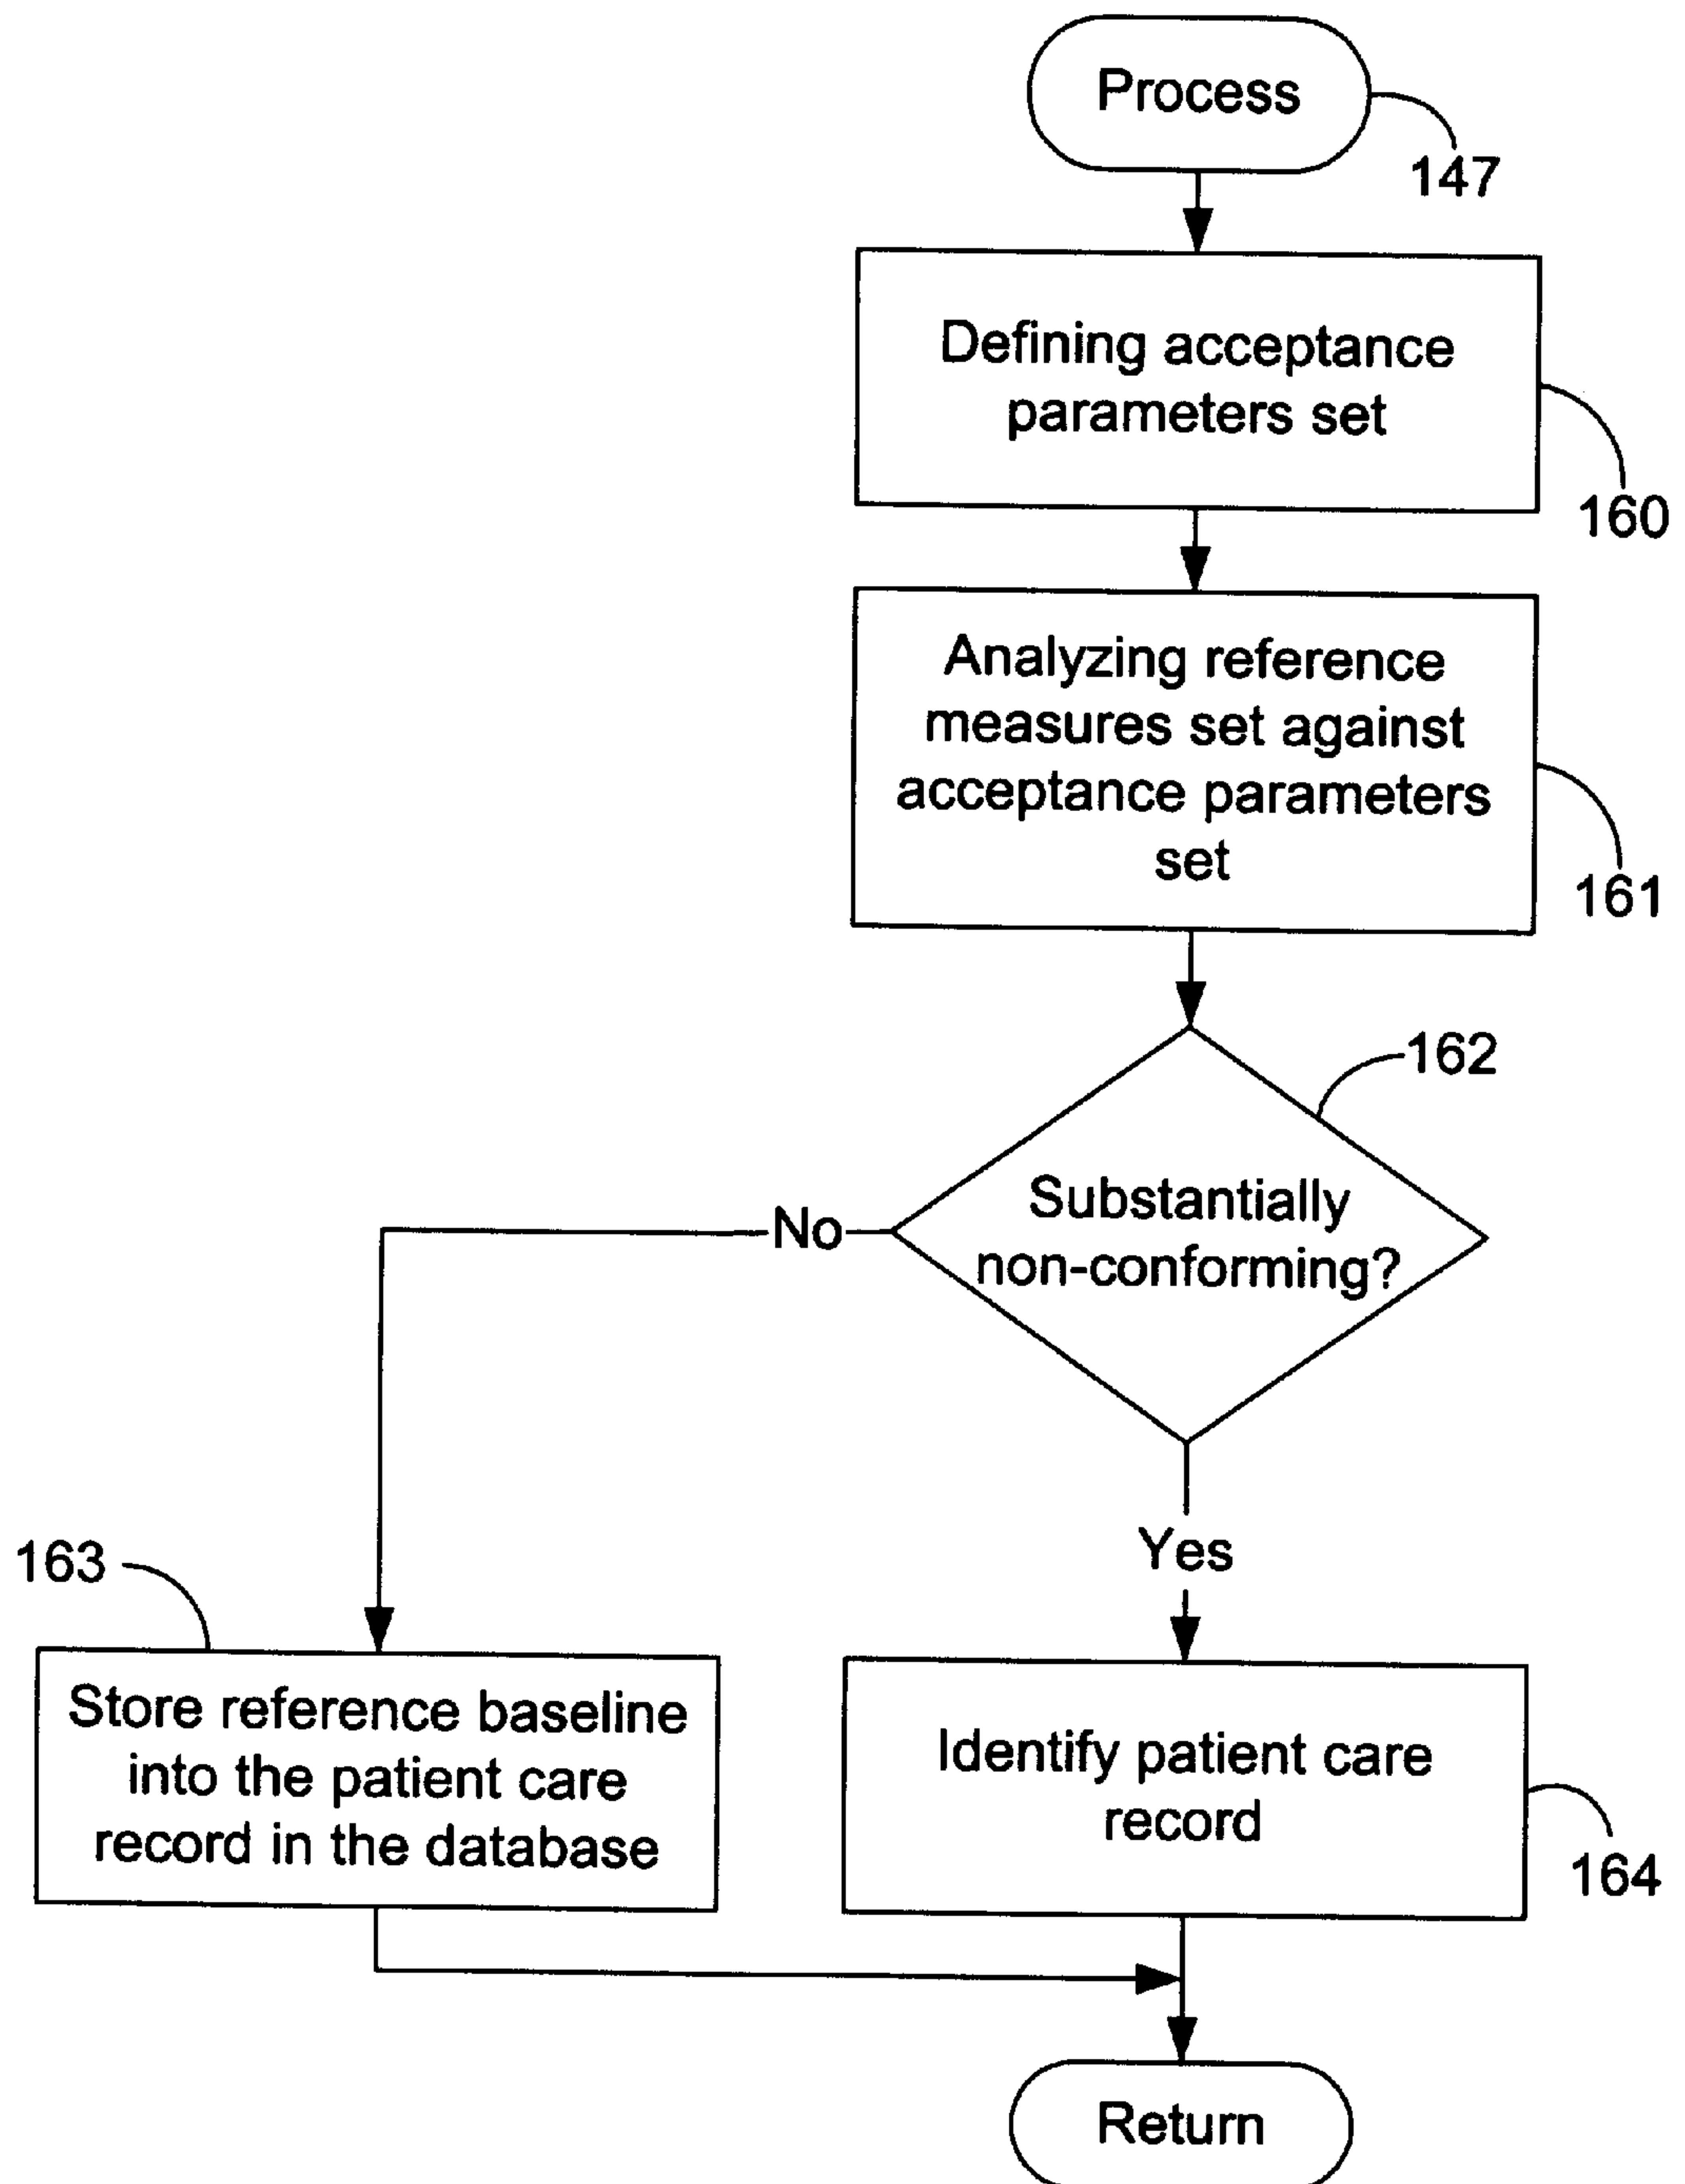 Process
147
Defining acceptance
parameters set
160
Analyzing reference
measures set against
acceptance parameters
set
161
162
Substantially
non-conforming?
No
Yes
163
Store reference baseline
into the patient care
record in the database
Identify patient care
record
164
Return